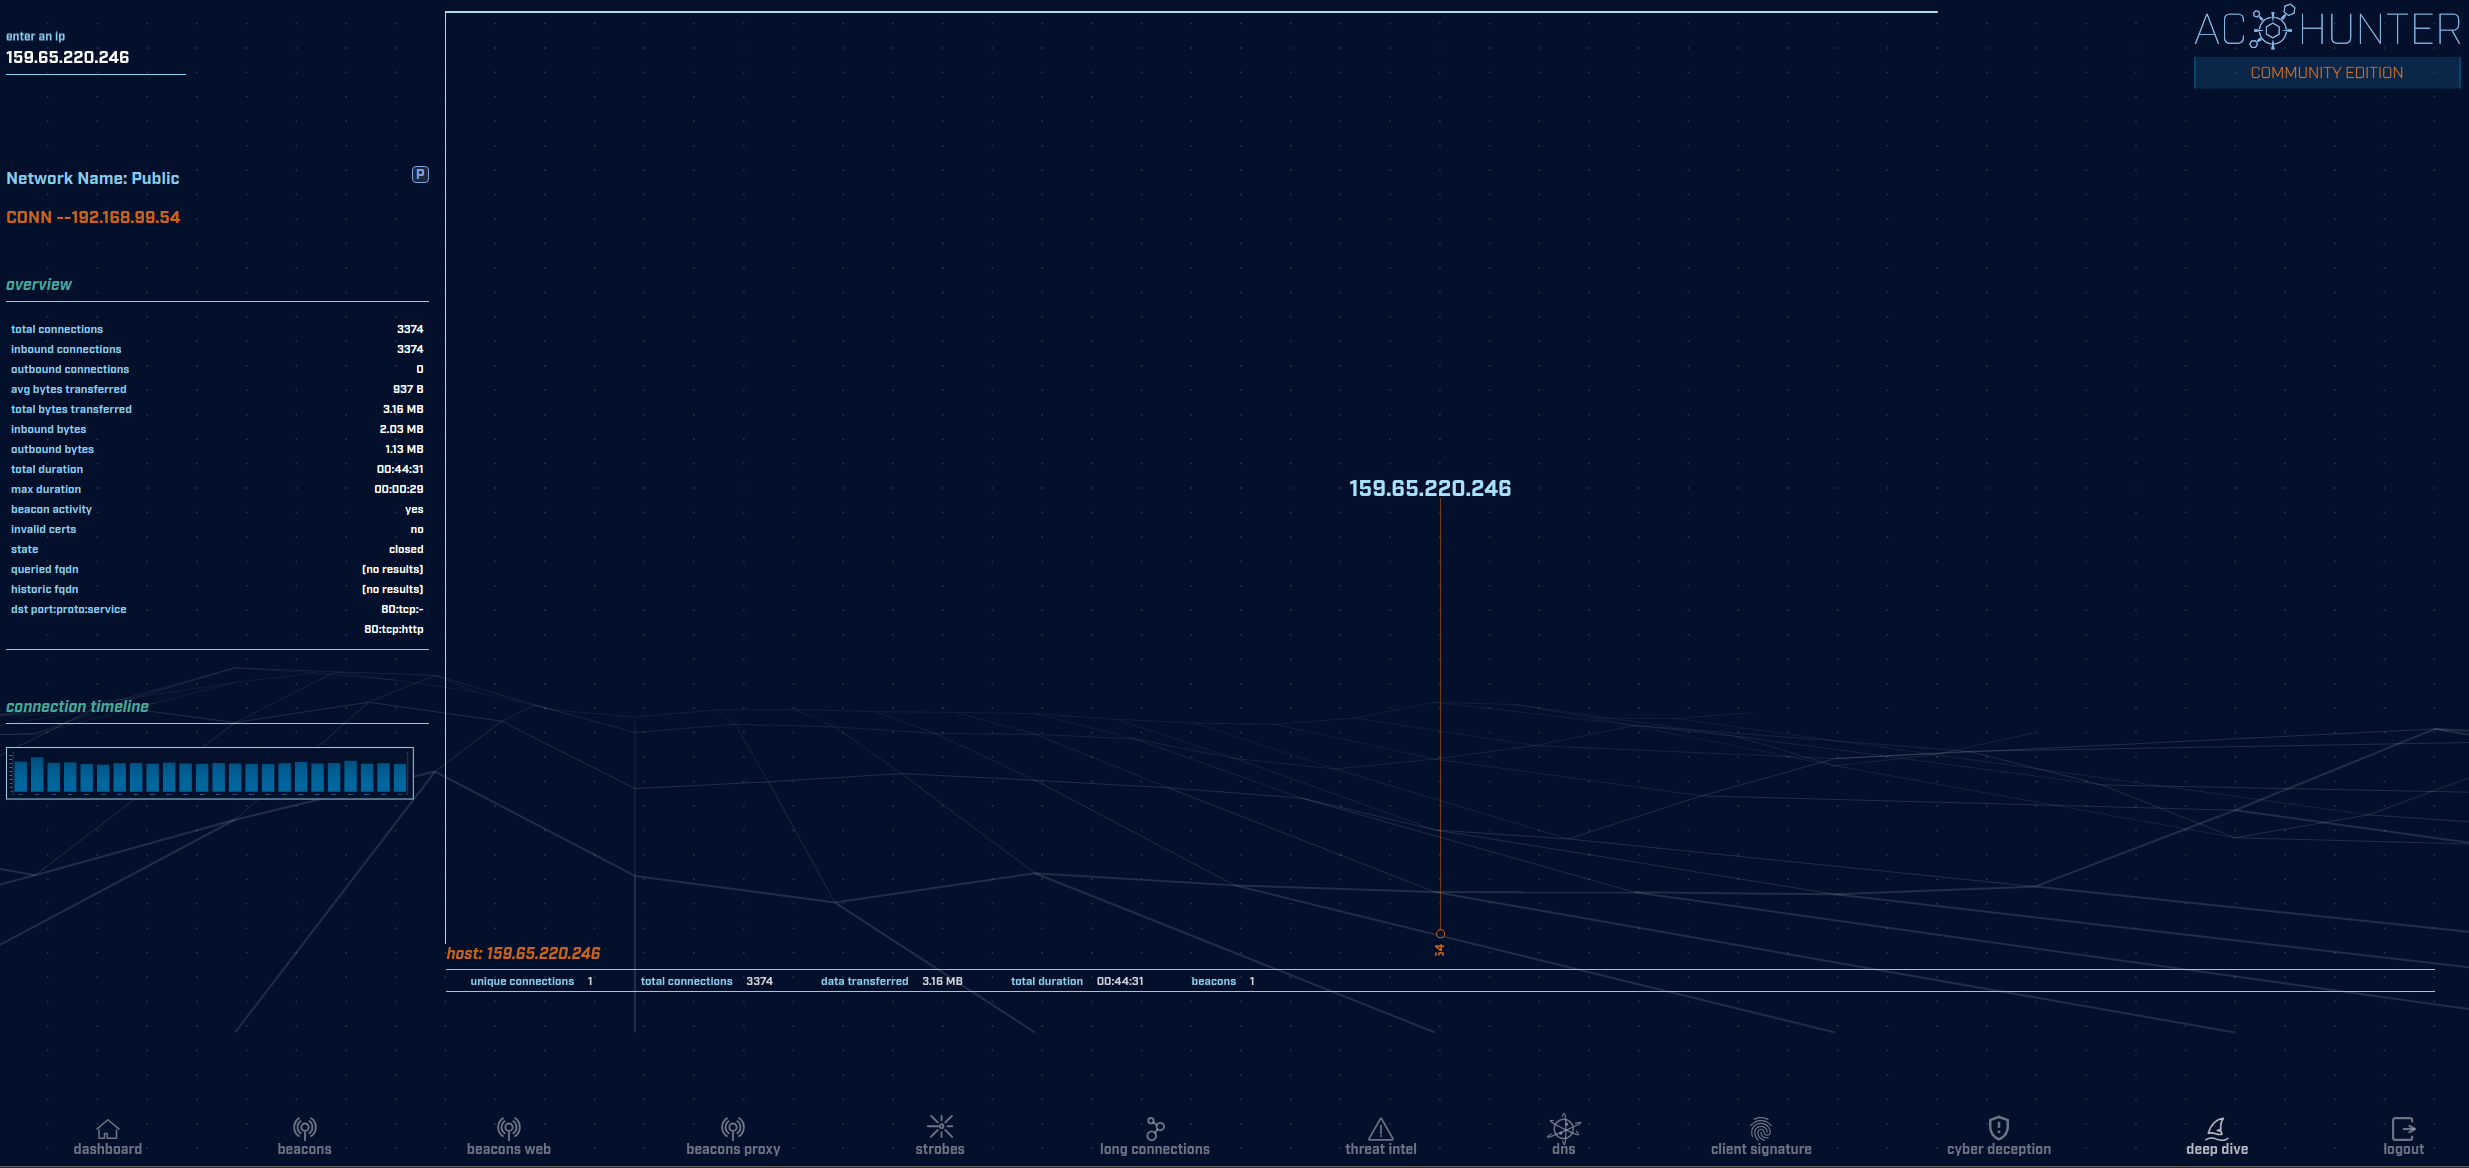 enter an ip
159.65.220.246
AC HUNTER
COMMUNITY EDITION
Network Name: Public
P
CONN --192.168.99.54
overview
total connections 3374
inbound connections 3374
outbound connections 0
avg bytes transferred 937 B
total bytes transferred 3.16 MB
inbound bytes 2.03 MB
outbound bytes 1.13 MB
total duration 00:44:31
max duration 00:00:29
beacon activity yes
invalid certs no
state closed
queried fqdn (no results)
historic fqdn (no results)
dst port:proto:service 80:tcp:-
80:tcp:http
connection timeline
159.65.220.246
54
host: 159.65.220.246
unique connections 1 total connections 3374 data transferred 3.16 MB total duration 00:44:31 beacons 1
dashboard beacons beacons web beacons proxy strobes long connections threat intel dns client signature cyber deception deep dive logout